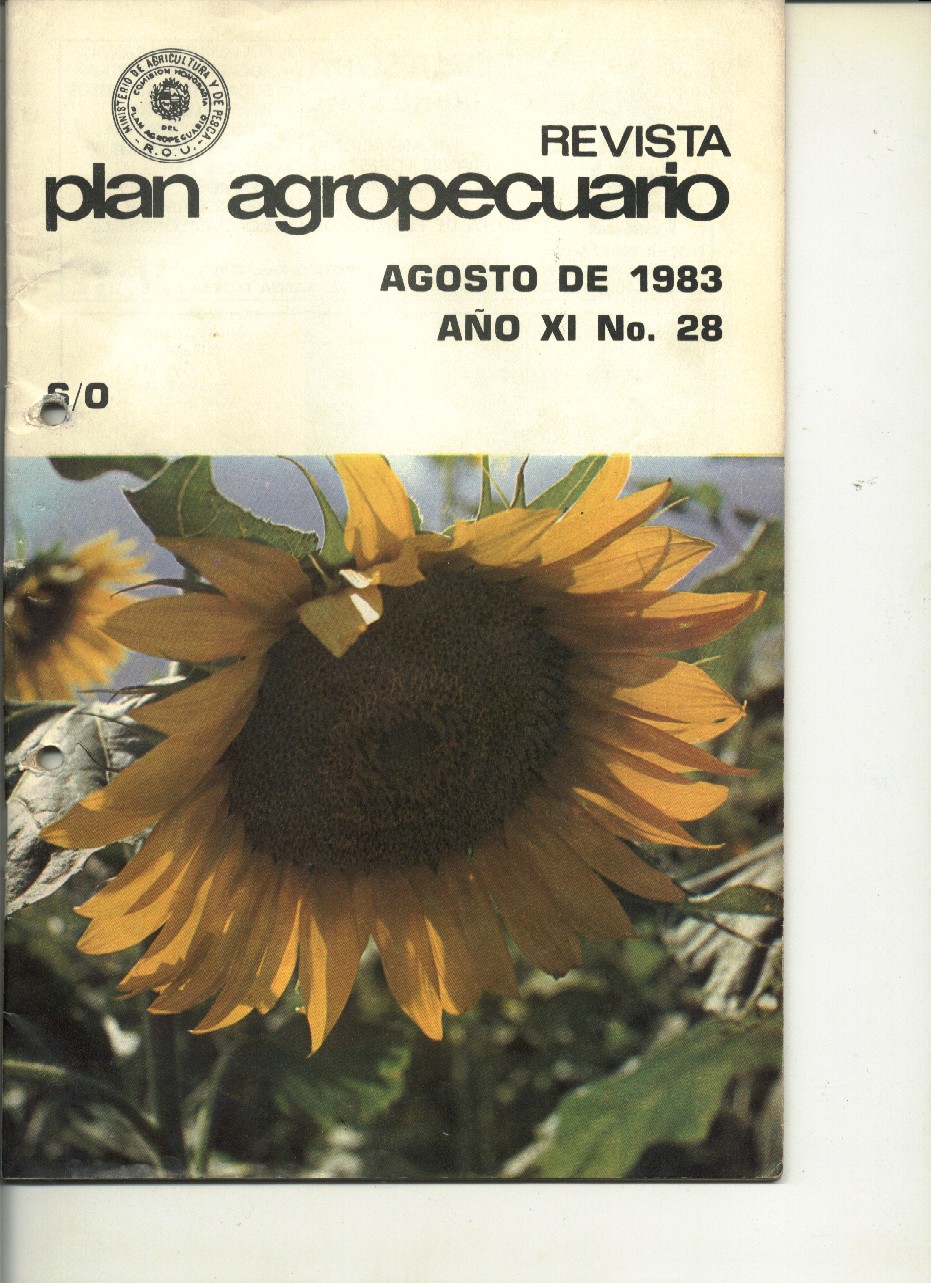 MINISTERIO DE AGRICULTURA Y DE PESCA
COMISION HONORARIA
DEL
PLAN AGROPECUARIO
- R.O.U. -
REVISTA
plan agropecuario
AGOSTO DE 1983
AÑO XI No. 28
6/0